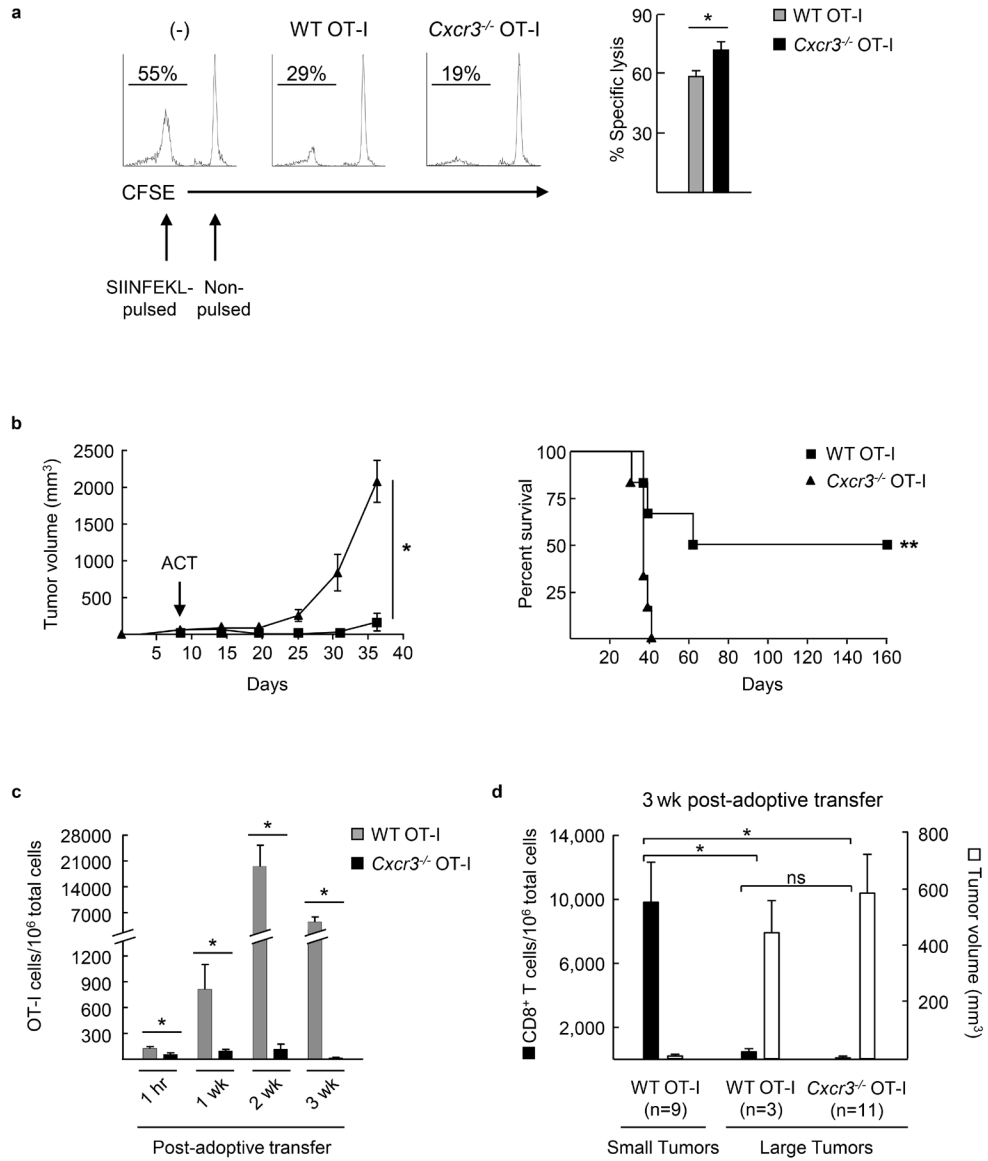 a
(-)
WT OT-I
Cxcr3-/- OT-I
55%
29%
19%
CFSE
SIINFEKL-
pulsed
Non-
pulsed
% Specific lysis
90
60
30
*
WT OT-I
Cxcr3-/- OT-I
b
Tumor volume (mm3)
2500
2000
1500
1000
500
ACT
*
5 10 15 20 25 30 35 40
Days
Percent survival
100
75
50
25
WT OT-I
Cxcr3-/- OT-I
**
20 40 60 80 100 120 140 160
Days
c
OT-I cells/106 total cells
28000
21000
14000
7000
1200
900
600
300
*
*
*
*
WT OT-I
Cxcr3-/- OT-I
1 hr
1 wk
2 wk
3 wk
Post-adoptive transfer
d
3 wk post-adoptive transfer
CD8+ T cells/106 total cells
14,000
10,000
6,000
2,000
*
*
ns
800
600
400
200
Tumor volume (mm3)
WT OT-I
(n=9)
WT OT-I
(n=3)
Cxcr3-/- OT-I
(n=11)
Small Tumors
Large Tumors